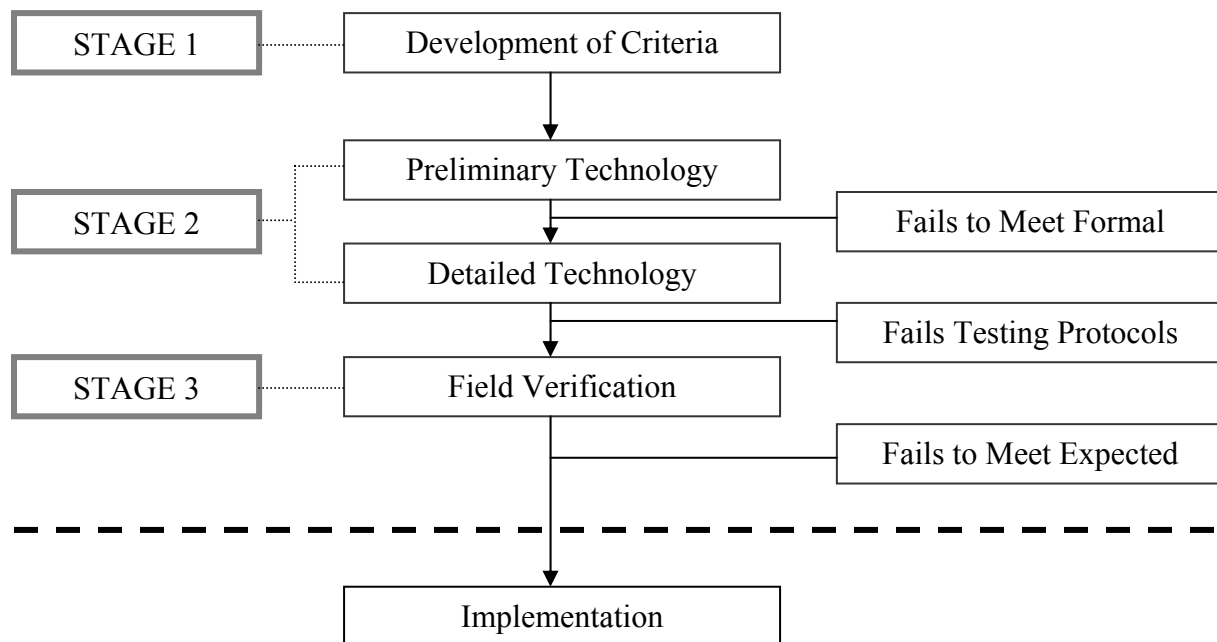 STAGE 1
Development of Criteria
Preliminary Technology
STAGE 2
Fails to Meet Formal
Detailed Technology
Fails Testing Protocols
STAGE 3
Field Verification
Fails to Meet Expected
Implementation